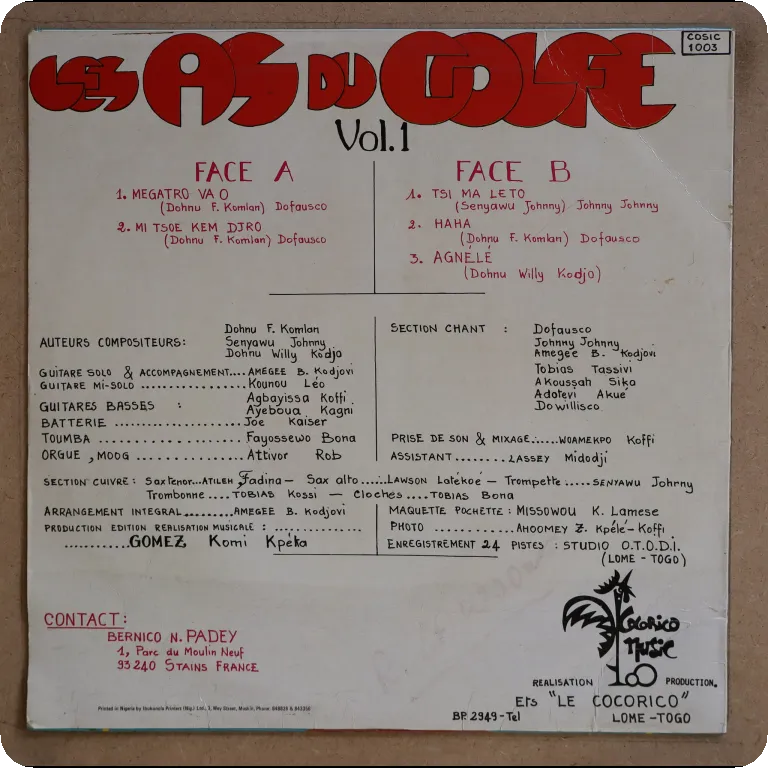 COSIC
1003
LES AS DU GOLFE
Vol.1
FACE A
1. MEGATRO VA O
(Dohnu F. Komlan) Dofausco
2. MI TSOE KEM DJRO
(Dohnu F. Komlan) Dofausco
FACE B
1. TSI MA LETO
(Senyawu Johnny) Johnny Johnny
2. HAHA
(Dohnu F. Komlan) Dofausco
3. AGNÉLÉ
(Dohnu Willy Kodjo)
AUTEURS COMPOSITEURS:
Dohnu F. Komlan
Senyawu Johnny
Dohnu Willy Kodjo
GUITARE SOLO & ACCOMPAGNEMENT.... AMEGEE B. Kodjovi
GUITARE MI-SOLO ................ Kounou Léo
GUITARES BASSES :
Agbayissa Koffi
Ayeboua Kagni
BATTERIE .................... Joe Kaiser
TOUMBA ................ Fayossewo Bona
ORGUE, MOOG ............... Attivor Rob
SECTION CHANT :
Dofausco
Johnny Johnny
Amegee B. Kodjovi
Tobias Tassivi
Akoussah Sika
Adotevi Akué
Dowillisco
PRISE DE SON & MIXAGE...... WOAMEKPO Koffi
ASSISTANT........ LASSEY Midodji
SECTION CUIVRE: Saxtenor...ATILEH Fadina — Sax alto.....LAWSON Latékoé — Trompette.....SENYAWU Johnny
Trombonne....TOBIAS Kossi — Cloches....TOBIAS Bona
ARRANGEMENT INTEGRAL......... AMEGEE B. Kodjovi
PRODUCTION EDITION REALISATION MUSICALE : ..............
...........GOMEZ Komi Kpéka
MAQUETTE POCHETTE: MISSOWOU K. Lamese
PHOTO ............ AHOOMEY Z. Kpélé-Koffi
ENREGISTREMENT 24 PISTES : STUDIO O.T.O.D.I.
(LOME - TOGO)
CONTACT:
BERNICO N. PADEY
1, Parc du Moulin Neuf
93240 STAINS FRANCE
Cocorico
Music
REALISATION PRODUCTION.
Ets "LE COCORICO"
BP. 2949-Tel LOME-TOGO